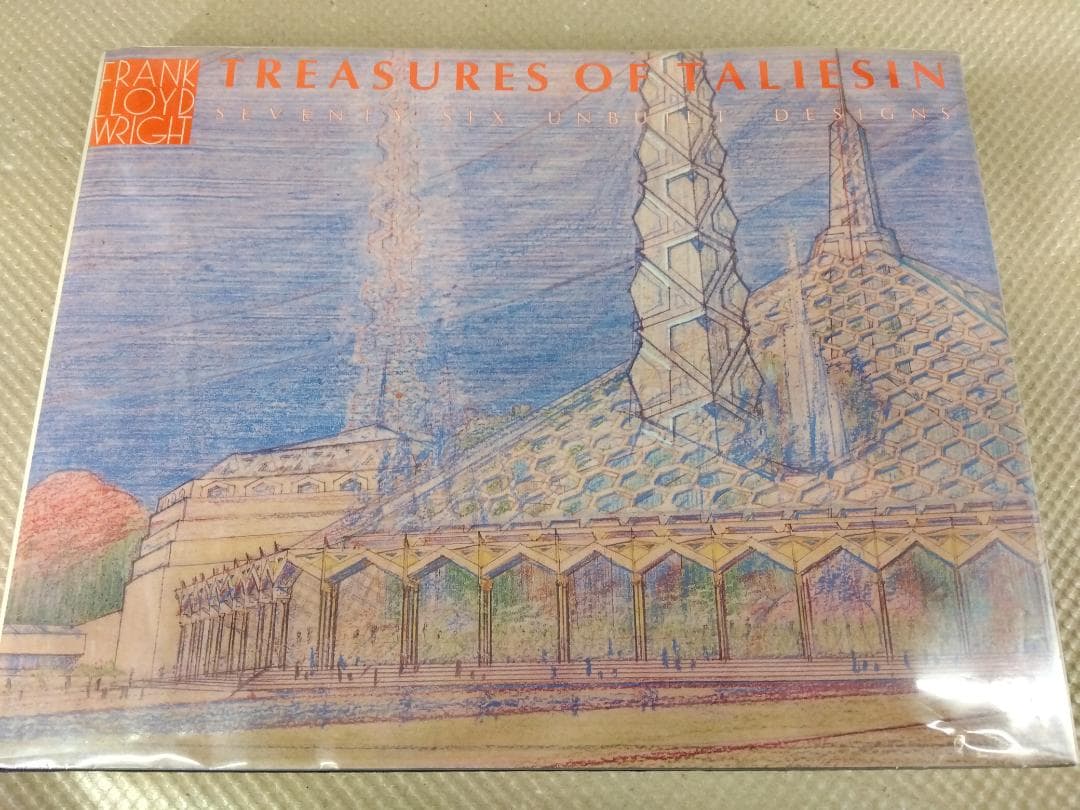 FRANK
LLOYD
WRIGHT
TREASURES OF TALIESIN
SEVENTY SIX UNBUILT DESIGNS